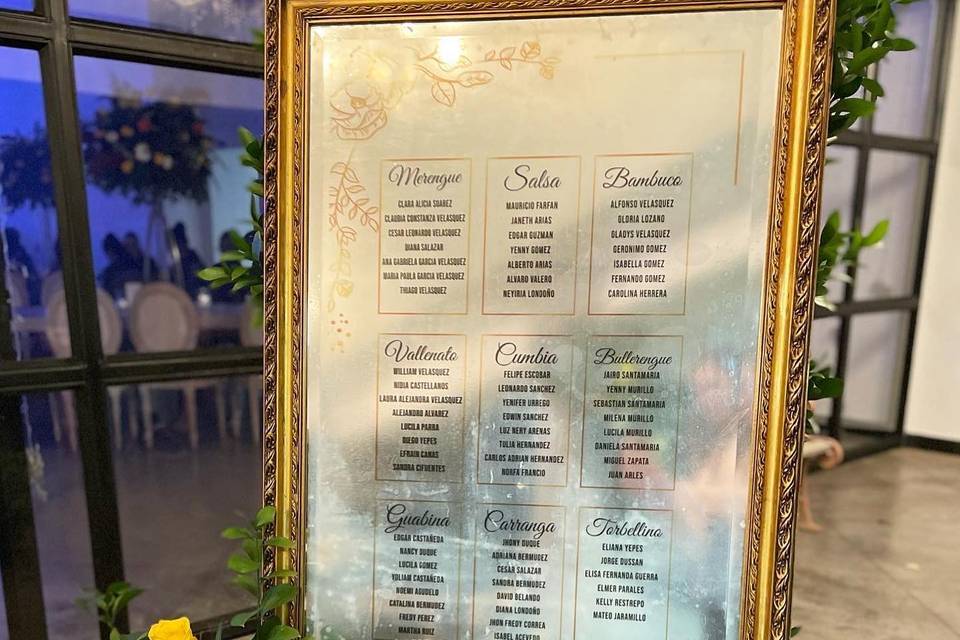 Merengue
CLARA ALICIA SUAREZ
CLAUDIA CONSTANZA VELASQUEZ
CESAR LEONARDO VELASQUEZ
DIANA SALAZAR
ANA GABRIELA GARCIA VELASQUEZ
MARIA PAULA GARCIA VELASQUEZ
THIAGO VELASQUEZ
Salsa
MAURICIO FARFAN
JANETH ARIAS
EDGAR GUZMAN
YENNY GOMEZ
ALBERTO ARIAS
ALVARO VALERO
NEYIRIA LONDOÑO
Bambuco
ALFONSO VELASQUEZ
GLORIA LOZANO
GLADYS VELASQUEZ
GERONIMO GOMEZ
ISABELLA GOMEZ
FERNANDO GOMEZ
CAROLINA HERRERA
Vallenato
WILLIAM VELASQUEZ
NIDIA CASTELLANOS
LAURA ALEJANDRA VELASQUEZ
ALEJANDRO ALVAREZ
LUCILA PARRA
DIEGO YEPES
EFRAIN CANAS
SANDRA CIFUENTES
Cumbia
FELIPE ESCOBAR
LEONARDO SANCHEZ
YENIFER URREGO
EDWIN SANCHEZ
LUZ NERY ARENAS
TULIA HERNANDEZ
CARLOS ADRIAN HERNANDEZ
NORFA FRANCIO
Bullerengue
JAIRO SANTAMARIA
YENNY MURILLO
SEBASTIAN SANTAMARIA
MILENA MURILLO
LUCILA MURILLO
DANIELA SANTAMARIA
MIGUEL ZAPATA
JUAN ARLES
Guabina
EDGAR CASTAÑEDA
NANCY DUQUE
LUCILA GOMEZ
YULIAM CASTAÑEDA
NOEMI AGUDELO
CATALINA BERMUDEZ
FREDY PEREZ
MARTHA RUIZ
Carranga
JHONY DUQUE
ADRIANA BERMUDEZ
CESAR SALAZAR
SANDRA BERMUDEZ
DAVID BELANDO
DIANA LONDOÑO
JHON FREDY CORREA
ISABEL ACEVEDO
Torbellino
ELIANA YEPES
JORGE DUSSAN
ELISA FERNANDA GUERRA
ELMER PARALES
KELLY RESTREPO
MATEO JARAMILLO